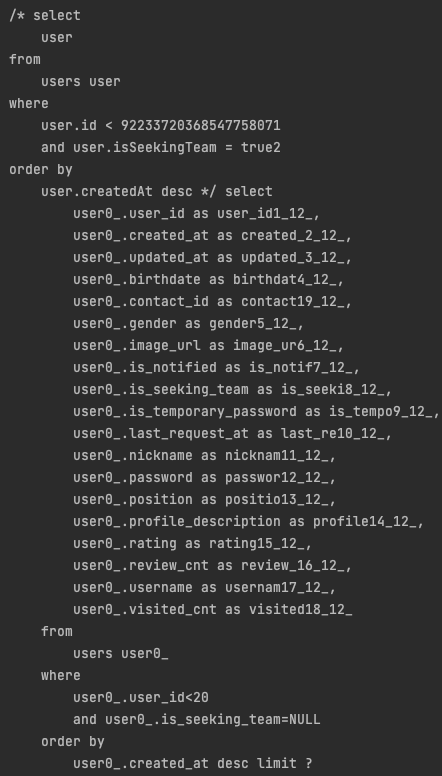 /* select
user
from
users user
where
user.id < 92233720368547758071
and user.isSeekingTeam = true2
order by
user.createdAt desc */ select
user0_.user_id as user_id1_12_,
user0_.created_at as created_2_12_,
user0_.updated_at as updated_3_12_,
user0_.birthdate as birthdat4_12_,
user0_.contact_id as contact19_12_,
user0_.gender as gender5_12_,
user0_.image_url as image_ur6_12_,
user0_.is_notified as is_notif7_12_,
user0_.is_seeking_team as is_seeki8_12_,
user0_.is_temporary_password as is_tempo9_12_,
user0_.last_request_at as last_re10_12_,
user0_.nickname as nicknam11_12_,
user0_.password as passwor12_12_,
user0_.position as positio13_12_,
user0_.profile_description as profile14_12_,
user0_.rating as rating15_12_,
user0_.review_cnt as review_16_12_,
user0_.username as usernam17_12_,
user0_.visited_cnt as visited18_12_
from
users user0_
where
user0_.user_id<20
and user0_.is_seeking_team=NULL
order by
user0_.created_at desc limit ?